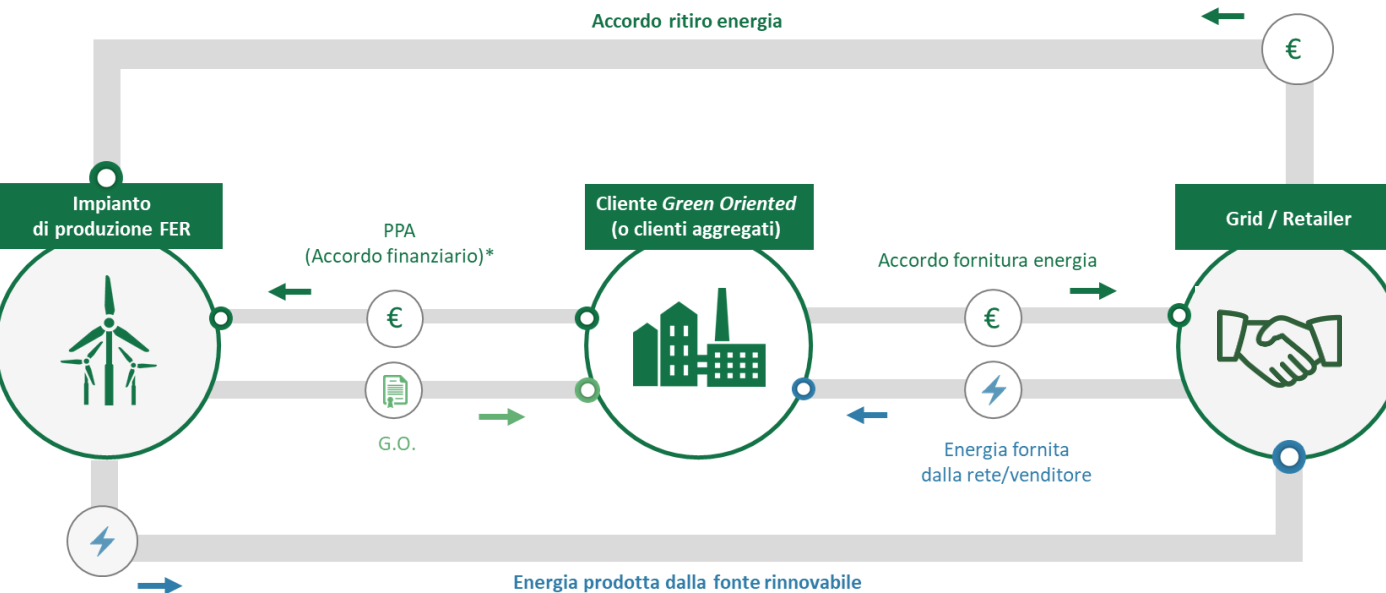 Accordo ritiro energia
€
Impianto
di produzione FER
Cliente Green Oriented
(o clienti aggregati)
Grid / Retailer
PPA
(Accordo finanziario)*
Accordo fornitura energia
€
€
G.O.
Energia fornita
dalla rete/venditore
Energia prodotta dalla fonte rinnovabile